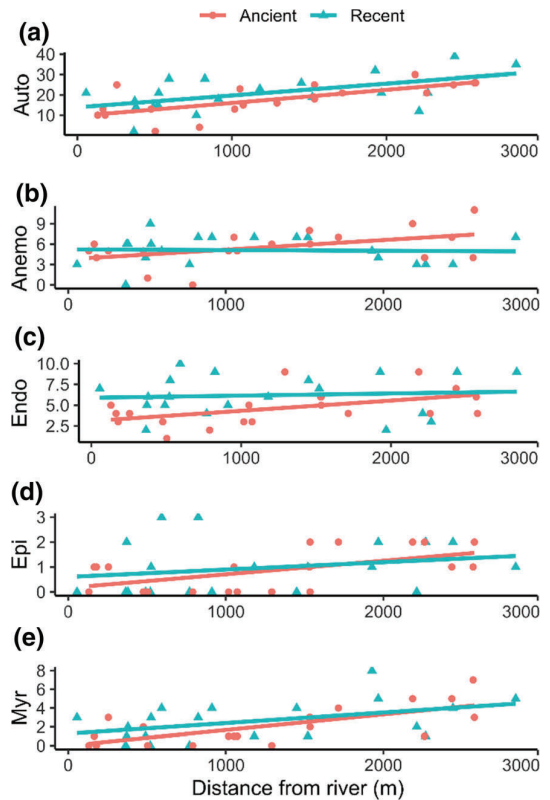 Ancient Recent
(a)
Auto
40
30
20
10
0 1000 2000 3000
(b)
Anemo
9
6
3
0
0 1000 2000 3000
(c)
Endo
10.0
7.5
5.0
2.5
0 1000 2000 3000
(d)
Epi
3
2
1
0
0 1000 2000 3000
(e)
Myr
8
6
4
2
0
0 1000 2000 3000
Distance from river (m)